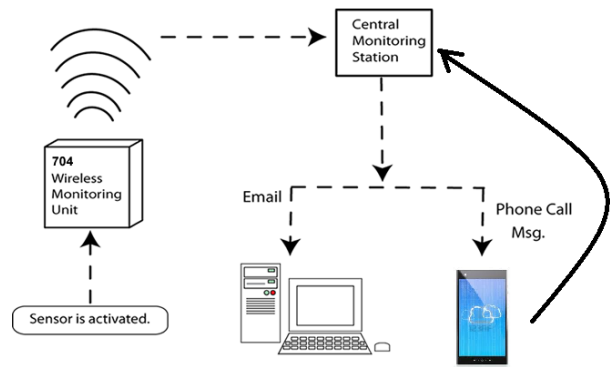 Central
Monitoring
Station
704
Wireless
Monitoring
Unit
Email
Phone Call
Msg.
Sensor is activated.